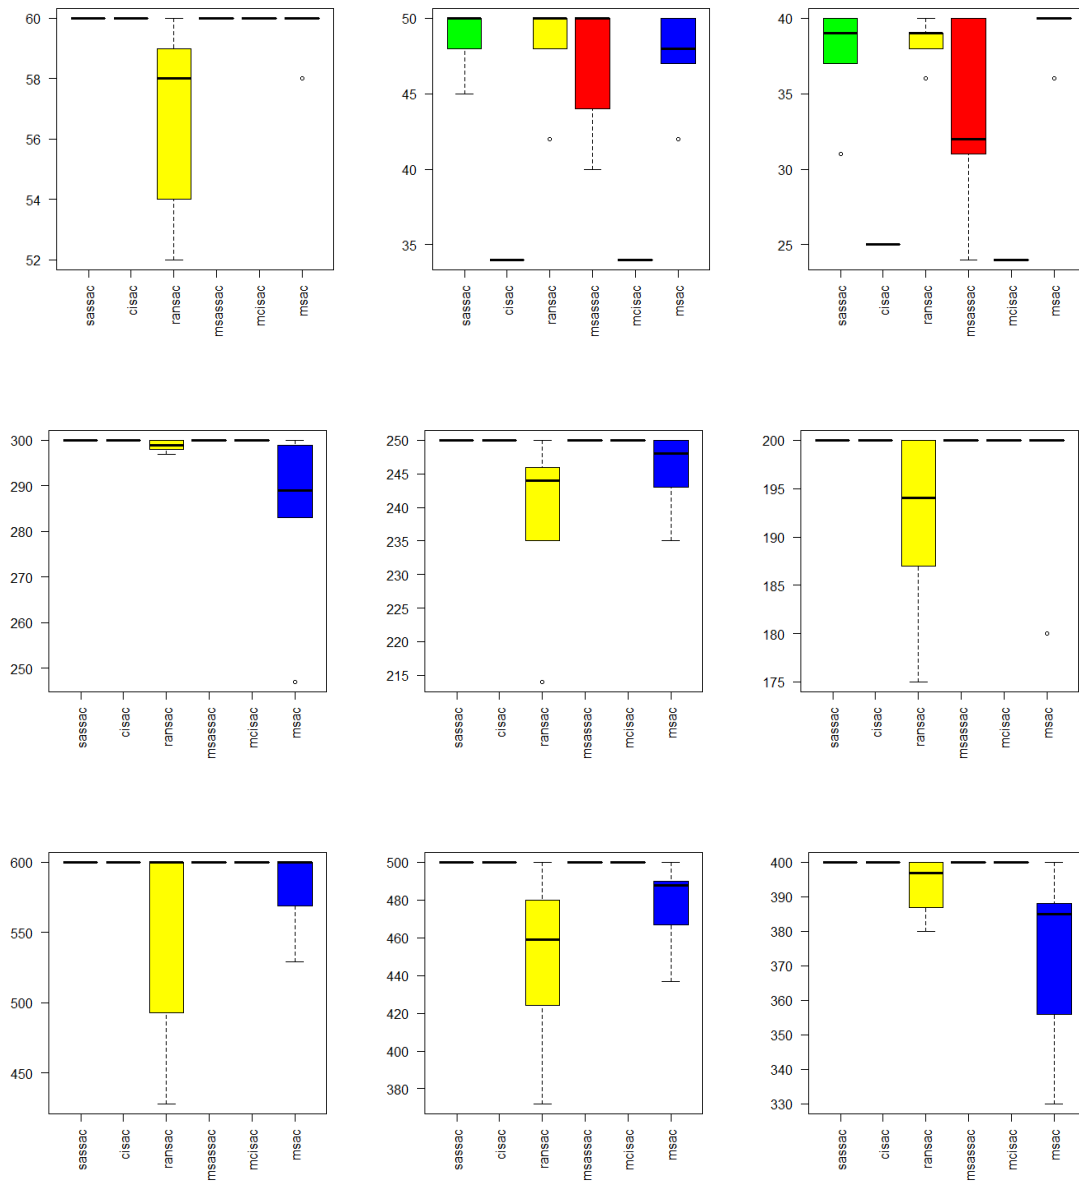 60
58
56
54
52
sassac
cisac
ransac
msassac
mcisac
msac
50
45
40
35
sassac
cisac
ransac
msassac
mcisac
msac
40
35
30
25
sassac
cisac
ransac
msassac
mcisac
msac
300
290
280
270
260
250
sassac
cisac
ransac
msassac
mcisac
msac
250
245
240
235
230
225
220
215
sassac
cisac
ransac
msassac
mcisac
msac
200
195
190
185
180
175
sassac
cisac
ransac
msassac
mcisac
msac
600
550
500
450
sassac
cisac
ransac
msassac
mcisac
msac
500
480
460
440
420
400
380
sassac
cisac
ransac
msassac
mcisac
msac
400
390
380
370
360
350
340
330
sassac
cisac
ransac
msassac
mcisac
msac